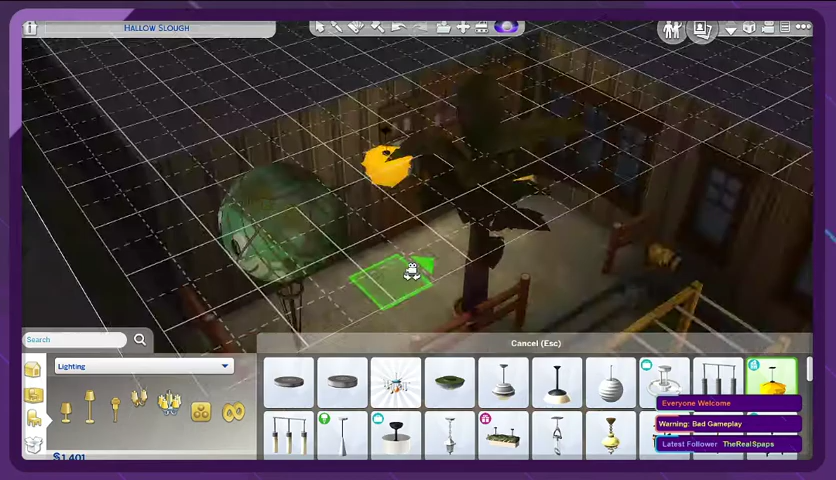 HALLOW SLOUGH
Cancel (Esc)
Search
Lighting
Everyone Welcome
Warning: Bad Gameplay
Latest Follower TheRealSpaps
$1,401